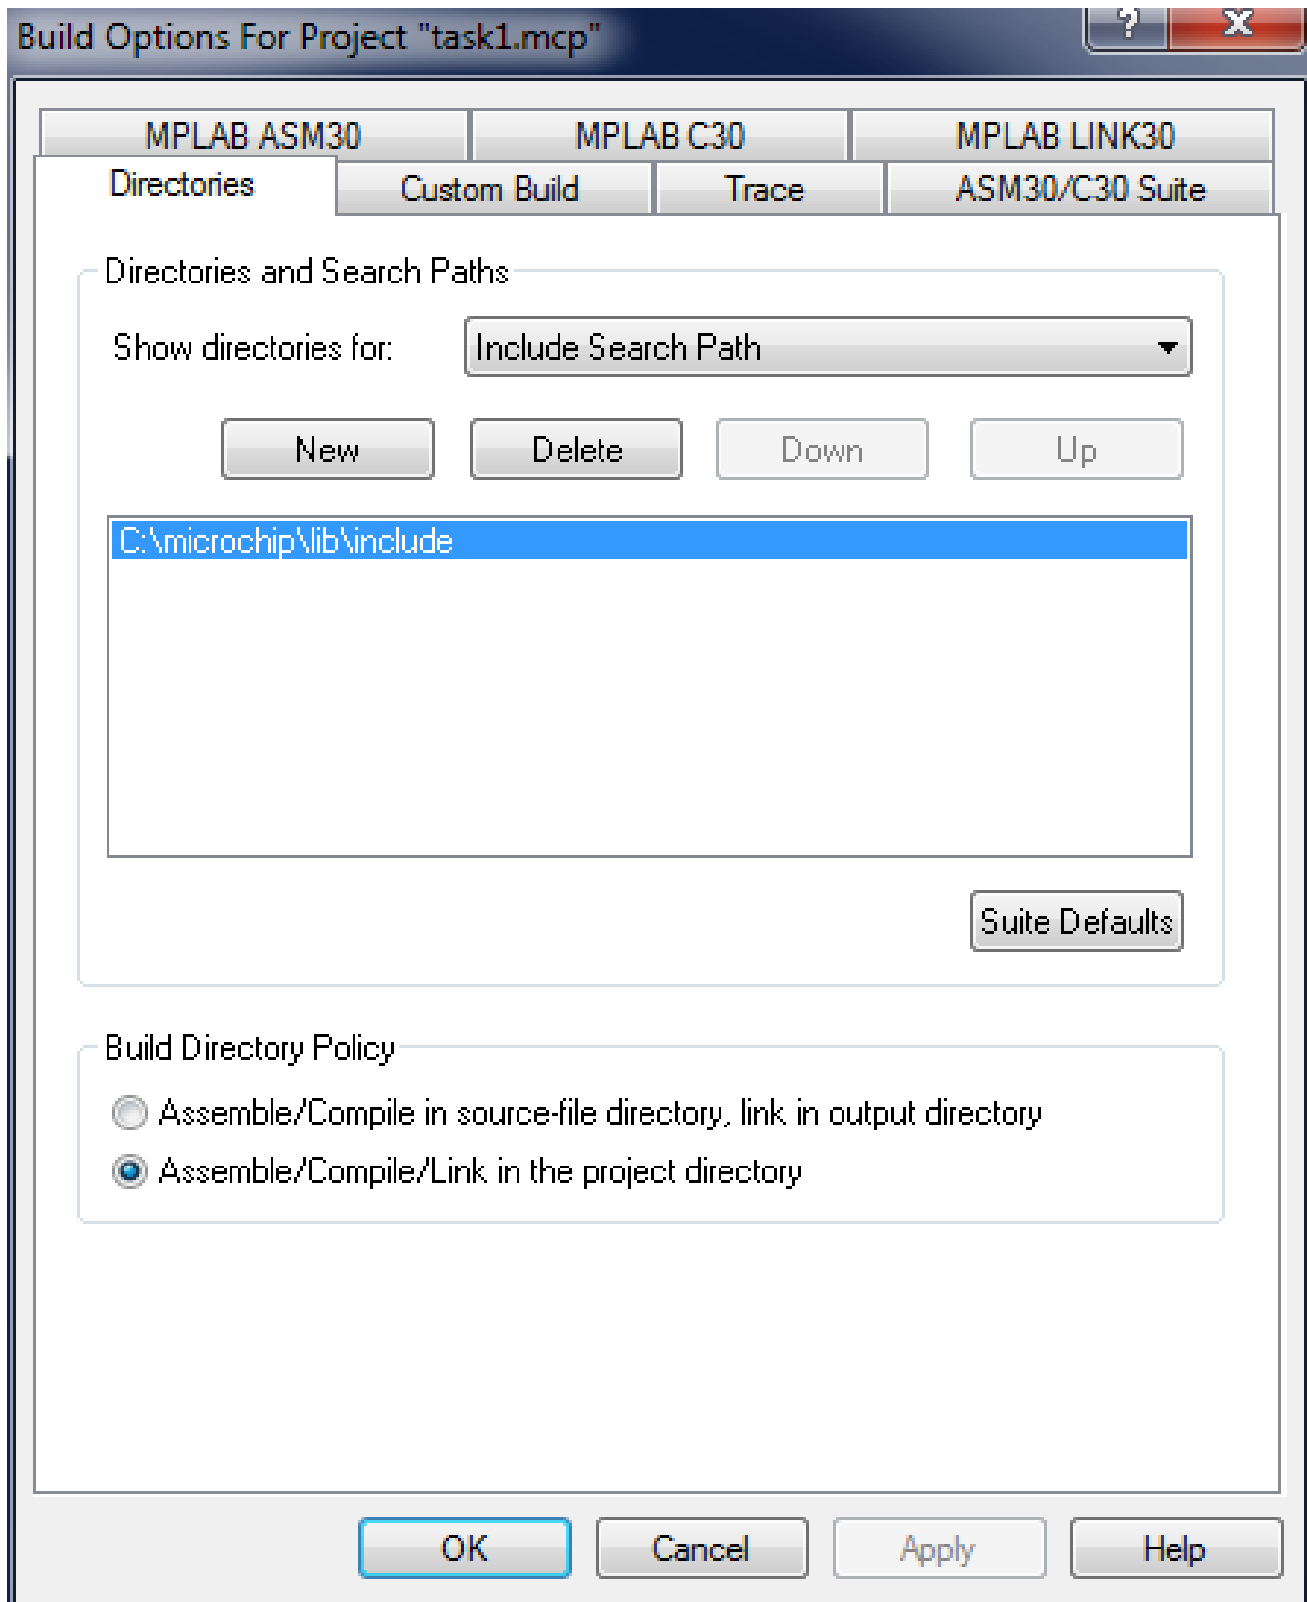 Build Options For Project "task1.mcp"
?
MPLAB ASM30 MPLAB C30 MPLAB LINK30
Directories Custom Build Trace ASM30/C30 Suite
Directories and Search Paths
Show directories for: Include Search Path
New Delete Down Up
C:\microchip\lib\include
Suite Defaults
Build Directory Policy
Assemble/Compile in source-file directory, link in output directory
Assemble/Compile/Link in the project directory
OK Cancel Apply Help